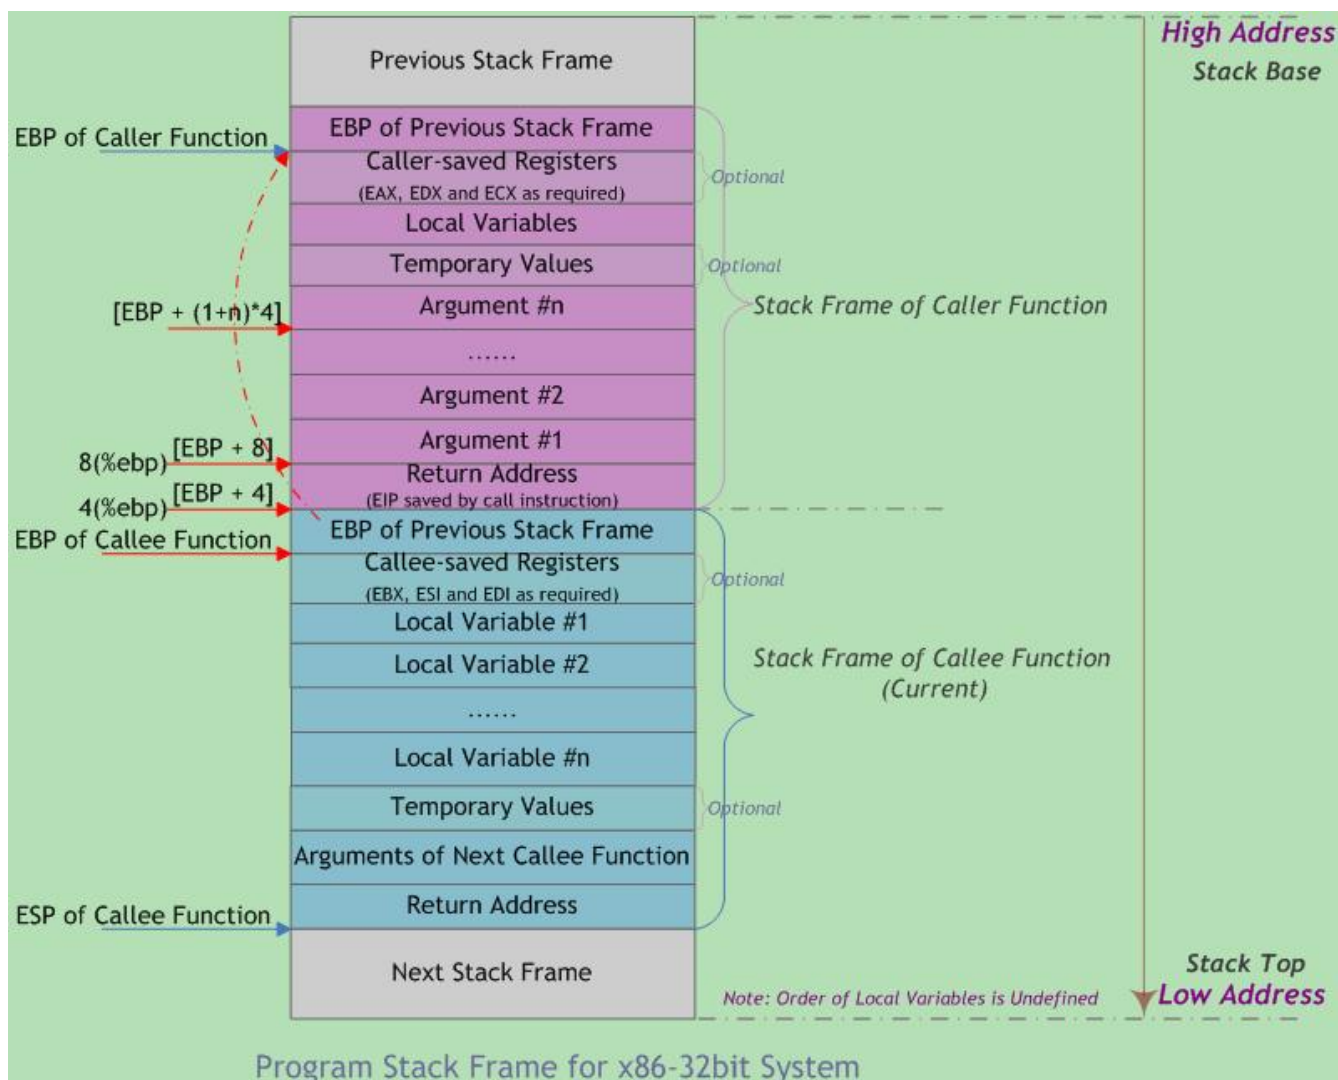 High Address
Previous Stack Frame
Stack Base
EBP of Previous Stack Frame
EBP of Caller Function
Caller-saved Registers
(EAX, EDX and ECX as required)
Optional
Local Variables
Temporary Values
Optional
[EBP + (1+n)*4]
Argument #n
Stack Frame of Caller Function
......
Argument #2
Argument #1
8(%ebp)
[EBP + 8]
Return Address
(EIP saved by call instruction)
4(%ebp)
[EBP + 4]
EBP of Previous Stack Frame
EBP of Callee Function
Callee-saved Registers
(EBX, ESI and EDI as required)
Optional
Local Variable #1
Local Variable #2
Stack Frame of Callee Function
(Current)
......
Local Variable #n
Temporary Values
Optional
Arguments of Next Callee Function
Return Address
ESP of Callee Function
Next Stack Frame
Stack Top
Note: Order of Local Variables is Undefined
Low Address
Program Stack Frame for x86-32bit System